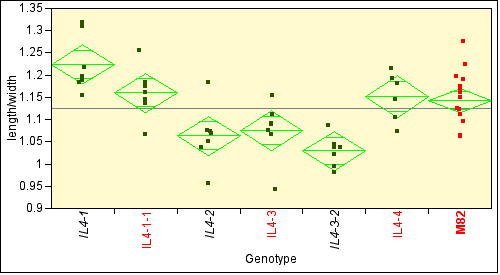 1.35
1.3
1.25
1.2
1.15
1.1
1.05
1
0.95
0.9
length/width
IL4-1
IL4-1-1
IL4-2
IL4-3
IL4-3-2
IL4-4
M82
Genotype